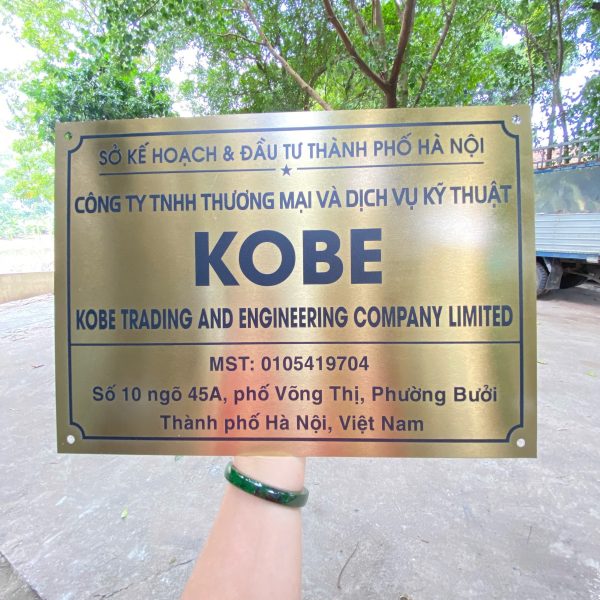 SỞ KẾ HOẠCH & ĐẦU TƯ THÀNH PHỐ HÀ NỘI
CÔNG TY TNHH THƯƠNG MẠI VÀ DỊCH VỤ KỸ THUẬT
KOBE
KOBE TRADING AND ENGINEERING COMPANY LIMITED
MST: 0105419704
Số 10 ngõ 45A, phố Võng Thị, Phường Bưởi
Thành phố Hà Nội, Việt Nam